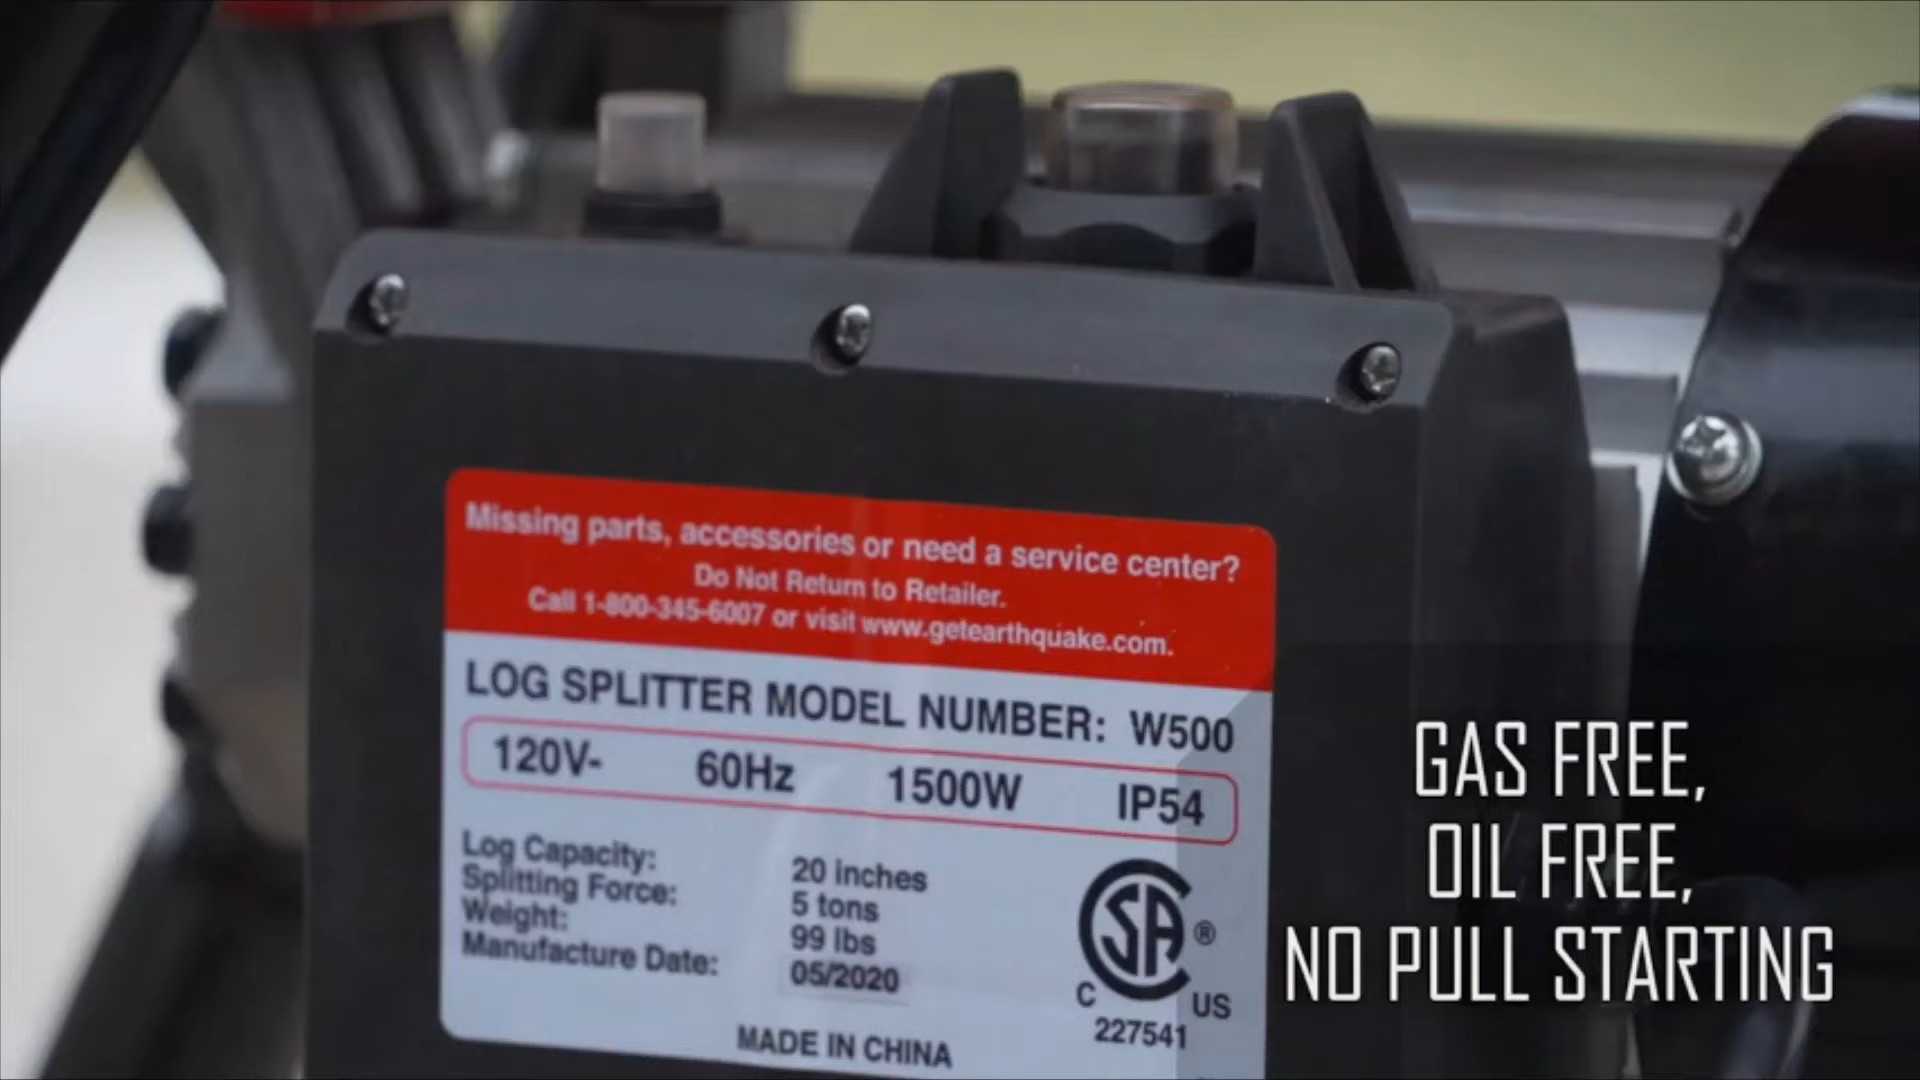 Missing parts, accessories or need a service center?
Do Not Return to Retailer.
Call 1-800-345-6007 or visit www.getearthquake.com.
LOG SPLITTER MODEL NUMBER: W500
120V- 60Hz 1500W IP54
Log Capacity: 20 inches
Splitting Force: 5 tons
Weight: 99 lbs
Manufacture Date: 05/2020
SA ®
C US
227541
MADE IN CHINA
GAS FREE,
OIL FREE,
NO PULL STARTING